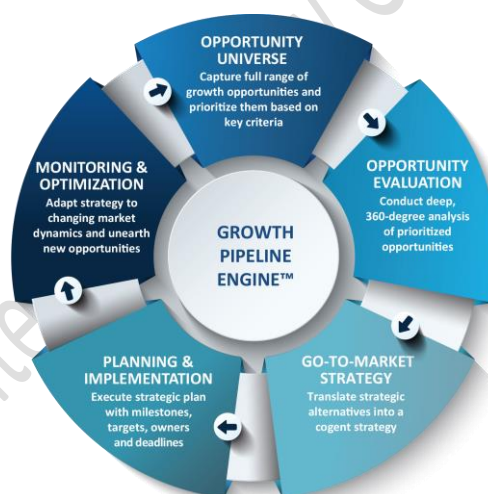 OPPORTUNITY
UNIVERSE
Capture full range of
growth opportunities and
prioritize them based on
key criteria
OPPORTUNITY
EVALUATION
Conduct deep,
360-degree analysis
of prioritized
opportunities
GO-TO-MARKET
STRATEGY
Translate strategic
alternatives into a
cogent strategy
PLANNING &
IMPLEMENTATION
Execute strategic plan
with milestones,
targets, owners
and deadlines
MONITORING &
OPTIMIZATION
Adapt strategy to
changing market
dynamics and unearth
new opportunities
GROWTH
PIPELINE
ENGINE™